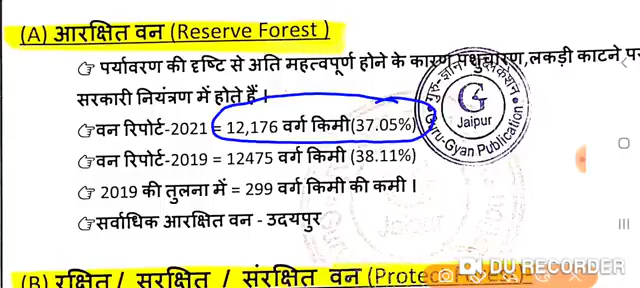 (A) आरक्षित वन (Reserve Forest )
☞ पर्यावरण की दृष्टि से अति महत्वपूर्ण होने के कारण पशुचारण,लकड़ी काटने पर
सरकारी नियंत्रण में होते हैं ।
☞वन रिपोर्ट-2021 = 12,176 वर्ग किमी(37.05%)
☞वन रिपोर्ट-2019 = 12475 वर्ग किमी (38.11%)
☞ 2019 की तुलना में = 299 वर्ग किमी की कमी ।
☞सर्वाधिक आरक्षित वन - उदयपुर
(B) रक्षित / सुरक्षित / संरक्षित वन (Protec
G
Jaipur
Guru-Gyan Publication
Jaipur
DU RECORDER